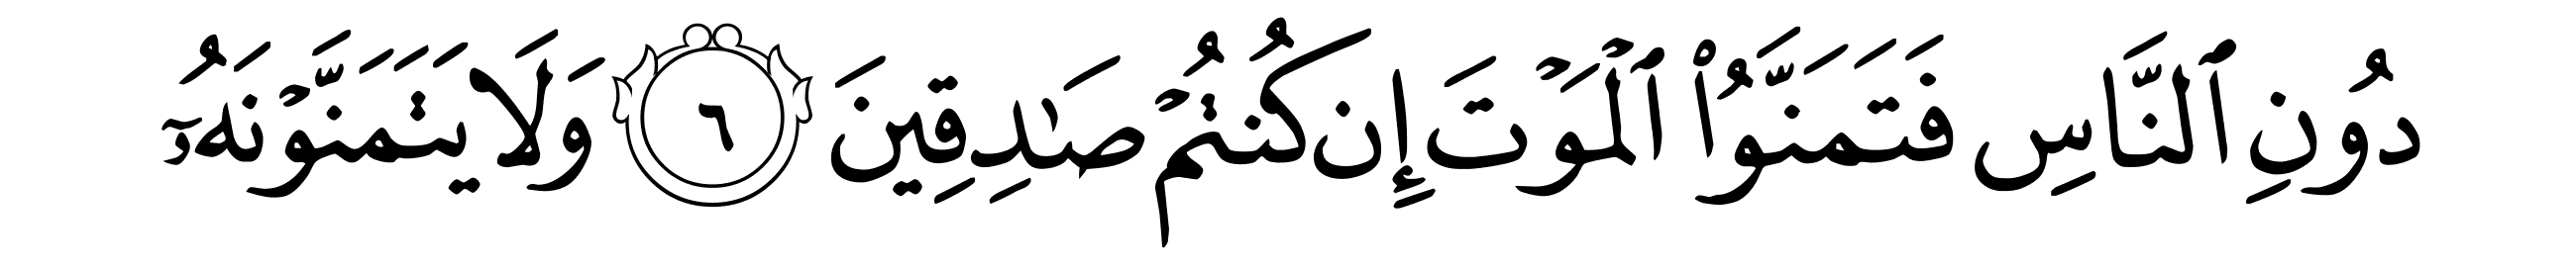 دُونِ ٱلنَّاسِ فَتَمَنَّوُا۟ ٱلْمَوْتَ إِن كُنتُمْ صَـٰدِقِينَ ٦ وَلَا يَتَمَنَّوْنَهُۥٓ